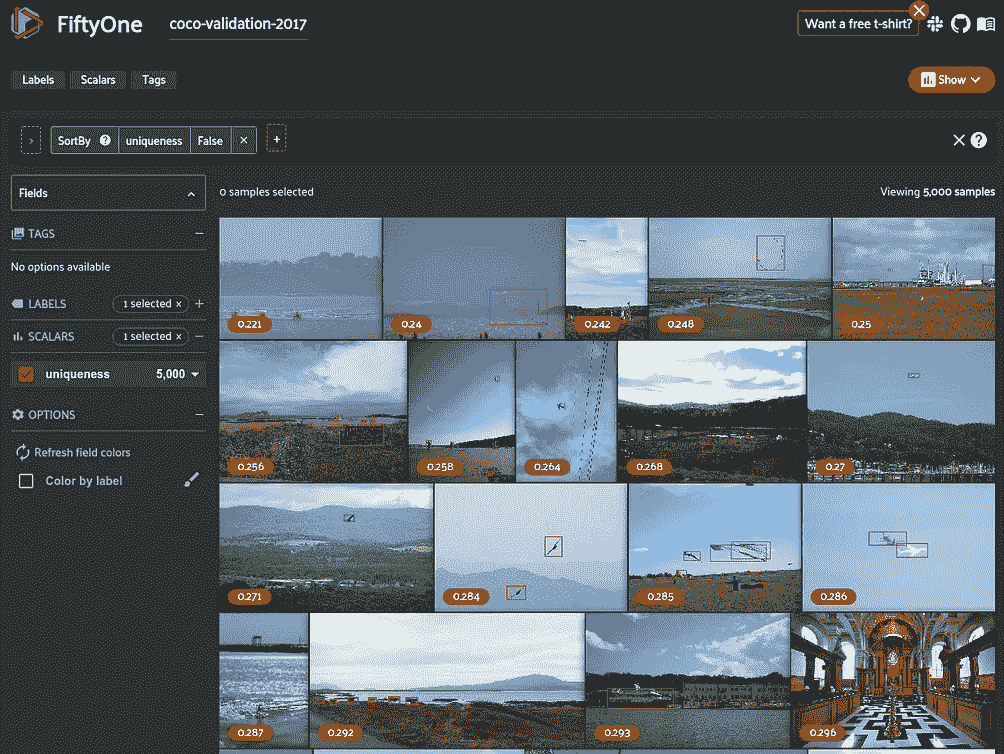 FiftyOne coco-validation-2017 Want a free t-shirt?
Labels Scalars Tags Show
SortBy ? uniqueness False × +
× ?
Fields
0 samples selected Viewing 5,000 samples
TAGS
No options available
LABELS 1 selected × +
SCALARS 1 selected ×
uniqueness 5,000
OPTIONS
Refresh field colors
Color by label
0.221 0.24 0.242 0.248 0.25
0.256 0.258 0.264 0.268 0.27
0.271 0.284 0.285 0.286
0.287 0.292 0.293 0.296